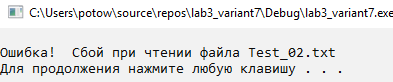 C:\Users\potow\source\repos\lab3_variant7\Debug\lab3_variant7.exe
Ошибка!  Сбой при чтении файла Test_02.txt
Для продолжения нажмите любую клавишу . . .